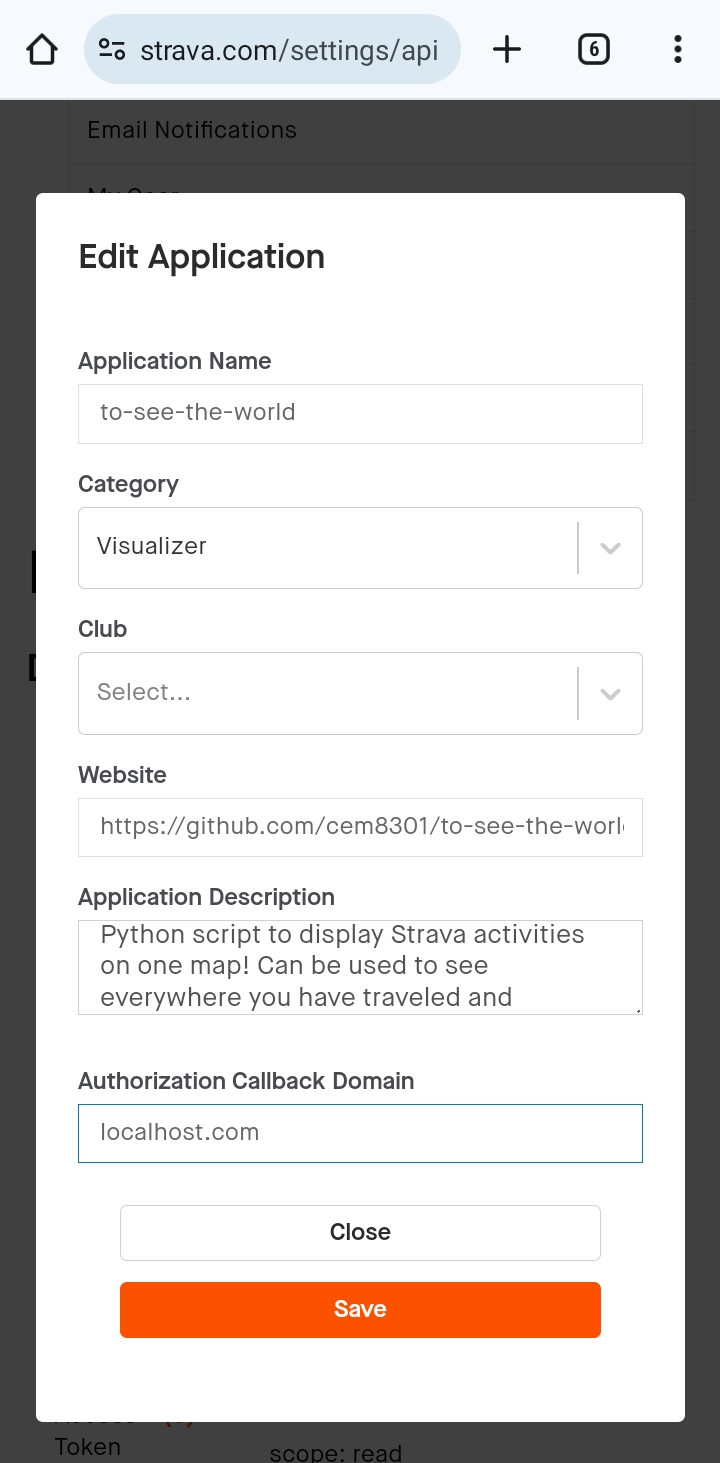 strava.com/settings/api
6
Email Notifications
Edit Application
Application Name
to-see-the-world
Category
Visualizer
Club
Select...
Website
https://github.com/cem8301/to-see-the-worl
Application Description
Python script to display Strava activities
on one map! Can be used to see
everywhere you have traveled and
Authorization Callback Domain
localhost.com
Close
Save
Token
scope: read